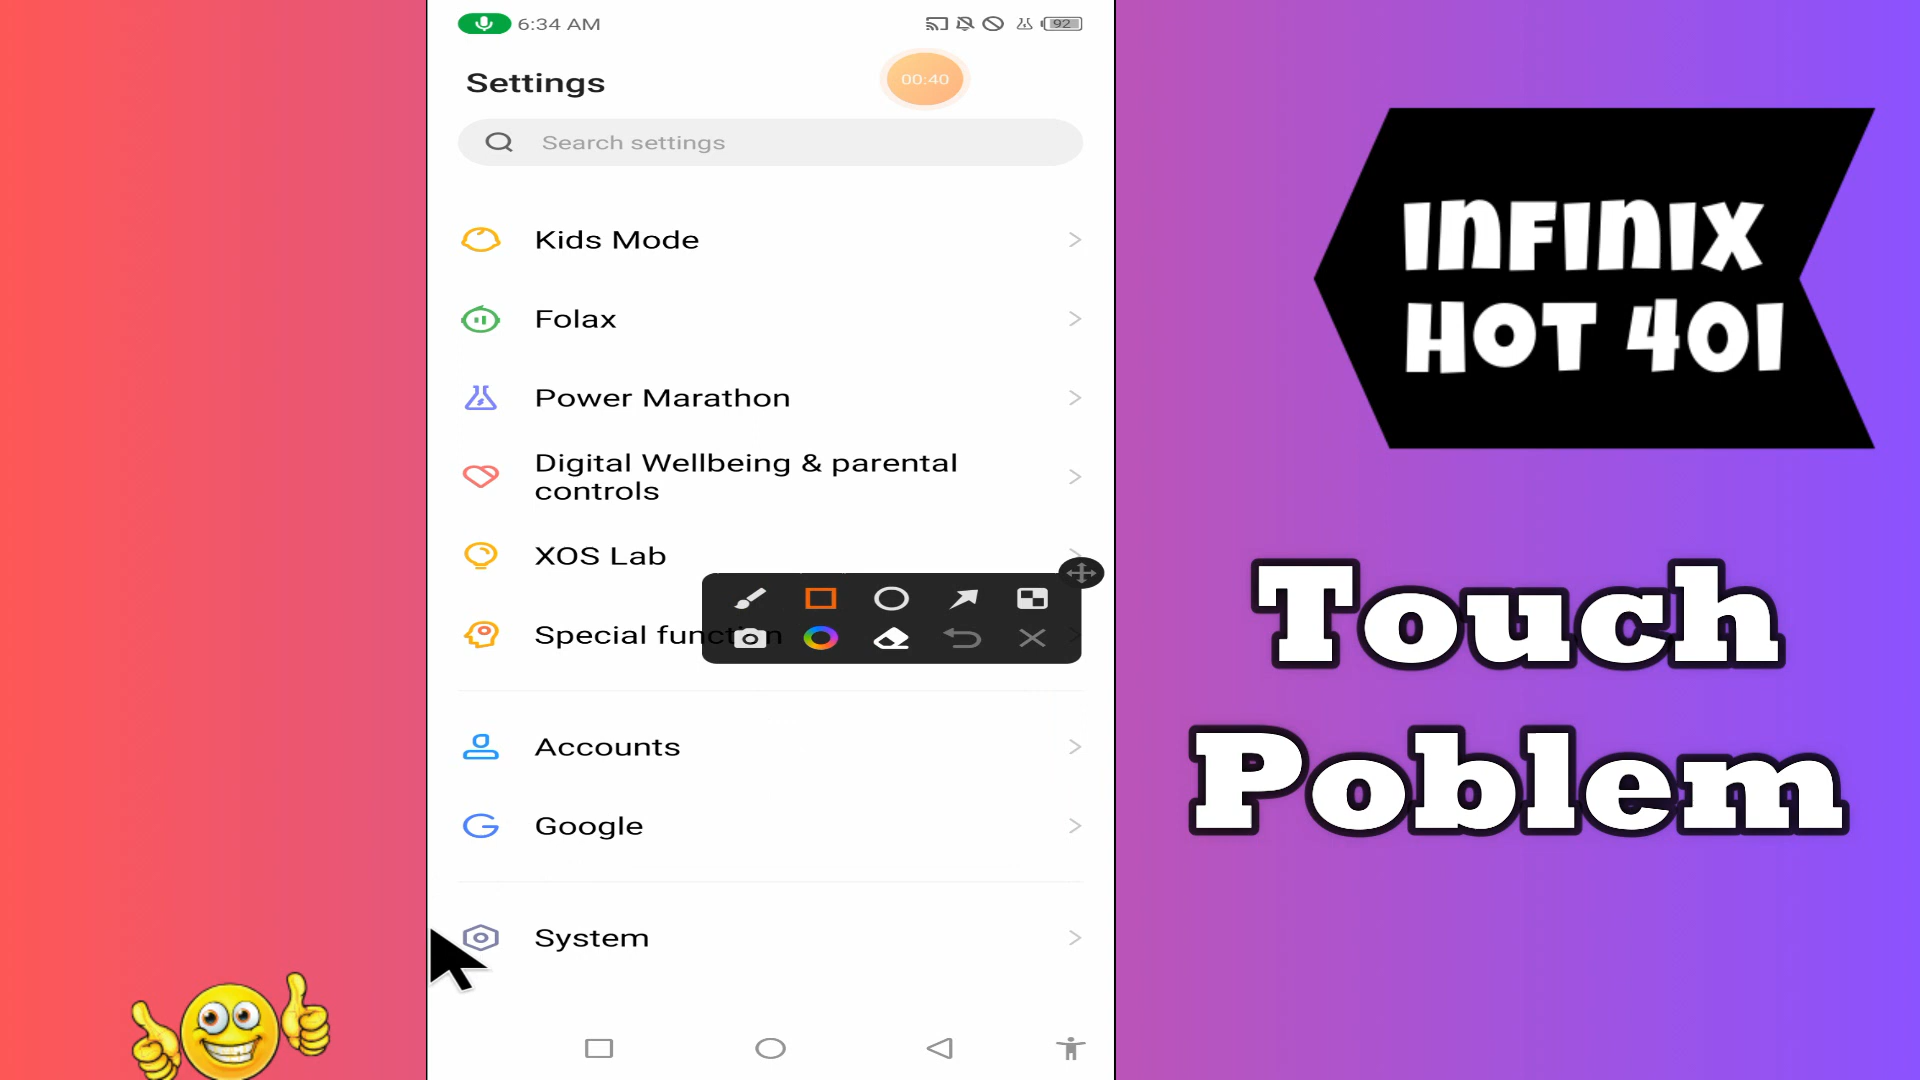 6:34 AM
92
Settings
00:40
Search settings
Kids Mode
Folax
Power Marathon
Digital Wellbeing & parental
controls
XOS Lab
Special function
Accounts
Google
System
INFINIX
HOT 40I
Touch
Poblem